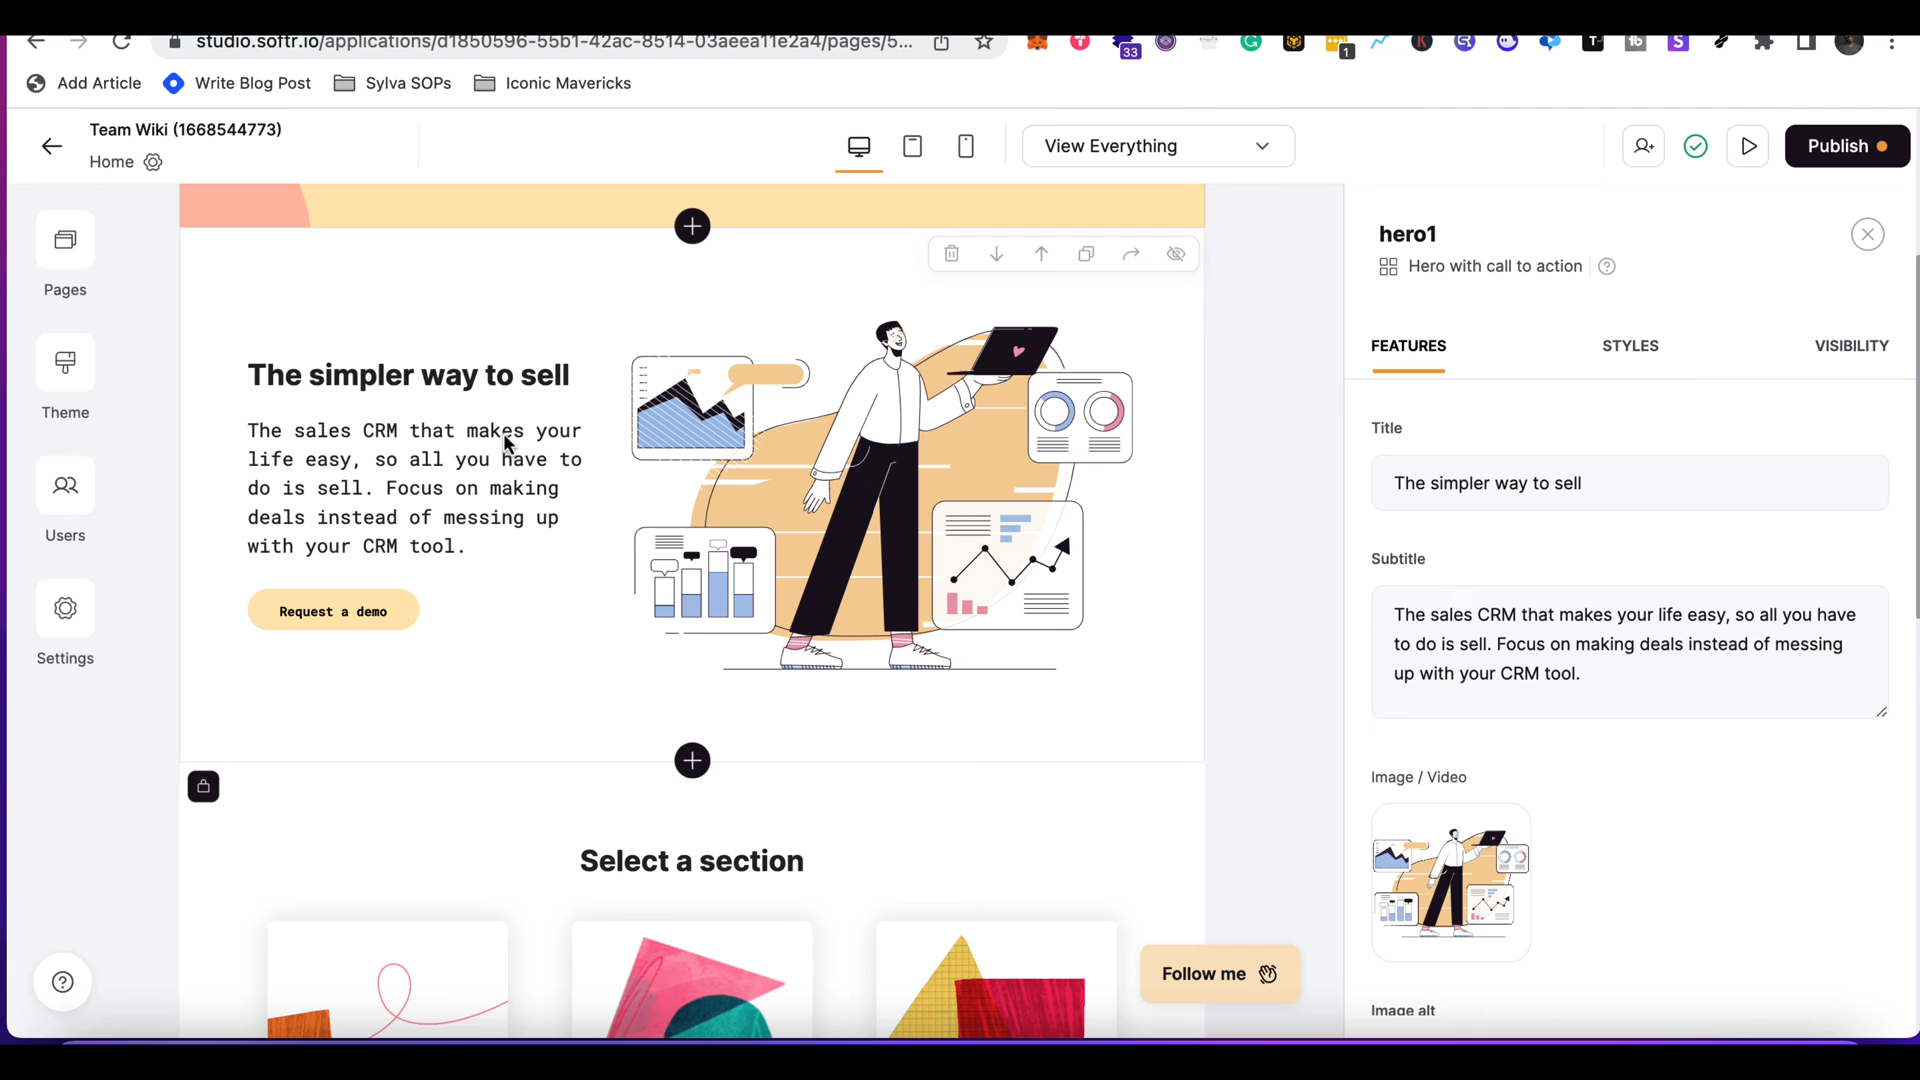 studio.softr.io/applications/d1850596-55b1-42ac-8514-03aeea11e2a4/pages/5...
33
1
Add Article
Write Blog Post
Sylva SOPs
Iconic Mavericks
Team Wiki (1668544773)
Home
View Everything
Publish
Pages
Theme
Users
Settings
The simpler way to sell
The sales CRM that makes your
life easy, so all you have to
do is sell. Focus on making
deals instead of messing up
with your CRM tool.
Request a demo
Select a section
Follow me
hero1
Hero with call to action
FEATURES
STYLES
VISIBILITY
Title
The simpler way to sell
Subtitle
The sales CRM that makes your life easy, so all you have
to do is sell. Focus on making deals instead of messing
up with your CRM tool.
Image / Video
Image alt